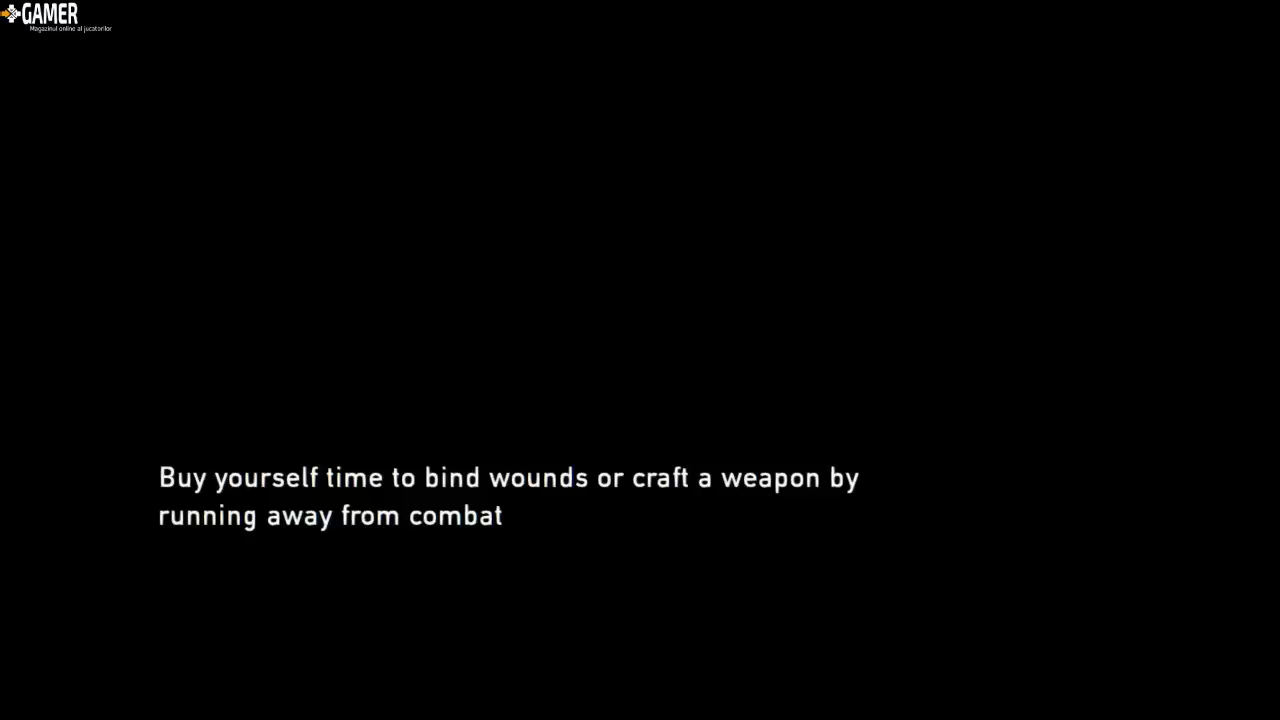 GAMER
Magazinul online al jucatorilor
Buy yourself time to bind wounds or craft a weapon by
running away from combat